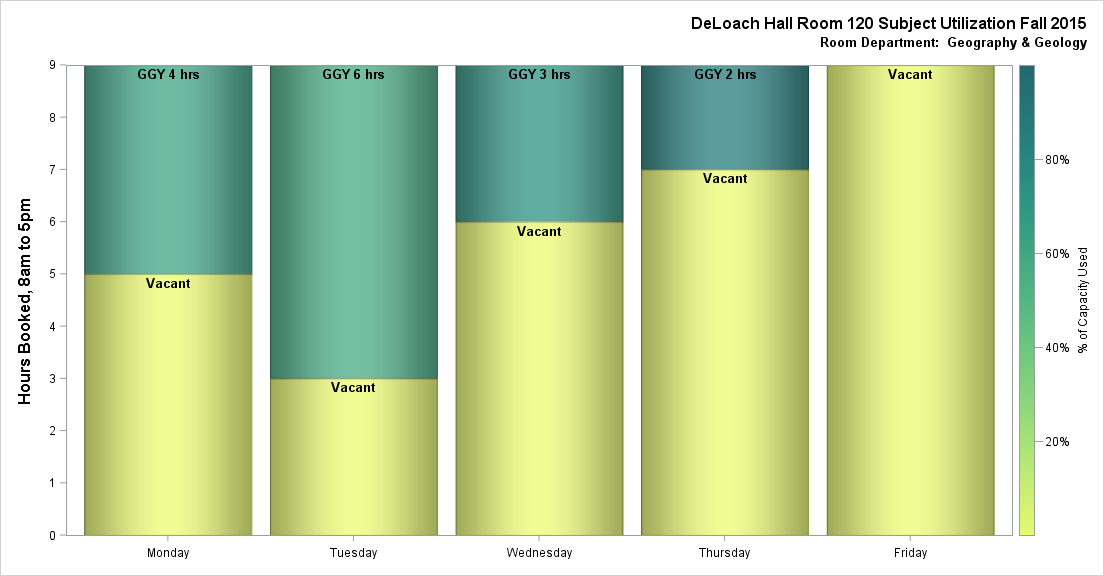 DeLoach Hall Room 120 Subject Utilization Fall 2015
Room Department: Geography & Geology
Hours Booked, 8am to 5pm
9
8
7
6
5
4
3
2
1
0
GGY 4 hrs
Vacant
GGY 6 hrs
Vacant
GGY 3 hrs
Vacant
GGY 2 hrs
Vacant
Vacant
Monday
Tuesday
Wednesday
Thursday
Friday
80%
60%
40%
20%
% of Capacity Used